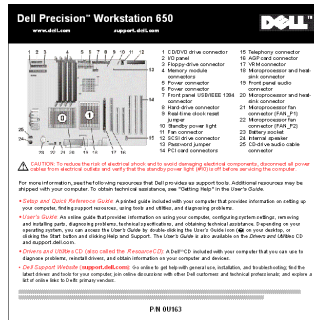 Dell Precision™ Workstation 650
www.dell.com
support.dell.com
DELL™
1 CD/DVD drive connector
2 I/O panel
3 Floppy-drive connector
4 Memory module connectors
5 Power connector
6 Power connector
7 Front panel USB/IEEE 1394 connectors
8 Hard-drive connector
9 Real-time clock reset jumper
10 Standby power light
11 Fan connector
12 SCSI drive connector
13 Password jumper
14 PCI card connectors
15 Telephony connector
16 AGP card connector
17 VRM connector
18 Microprocessor and heat-sink connector
19 Front panel audio connector
20 Microprocessor and heat-sink connector
21 Microprocessor fan connector (FAN_P1)
22 Microprocessor fan connector (FAN_P2)
23 Battery socket
24 Internal speaker
25 CD-drive audio cable connector
CAUTION: To reduce the risk of electrical shock and to avoid damaging electronic components, disconnect all power
cables from electrical outlets and verify that the standby power light (#10) is off before servicing the computer.
For more information, see the following resources that Dell provides as support tools. Additional resources may be
shipped with your computer. To obtain technical assistance, see "Getting Help" in the User's Guide.
• Setup and Quick Reference Guide A printed guide included with your computer that provides information on setting up
your computer, finding support resources, using tools and utilities, and diagnosing problems.
• User's Guide An online guide that provides information on using your computer, configuring system settings, removing
and installing parts, diagnosing problems, technical specifications, and obtaining technical assistance. Depending on your
operating system, you can access the User's Guide by double-clicking the User's Guide icon on your desktop, or
clicking the Start button and clicking Help and Support. The User's Guide is also available on the Drivers and Utilities CD
and support.dell.com.
• Drivers and Utilities CD (also called the Resource CD) A Dell™ CD included with your computer that you can use to
diagnose problems, reinstall drivers, and obtain information on your computer and devices.
• Dell Support Website (support.dell.com) Go online to get help with general use, installation, and troubleshooting; find the
latest drivers and tools for your computer; join online discussions with other Dell customers and technical professionals; and explore a
list of online links to Dell's primary vendors.
P/N 0U163